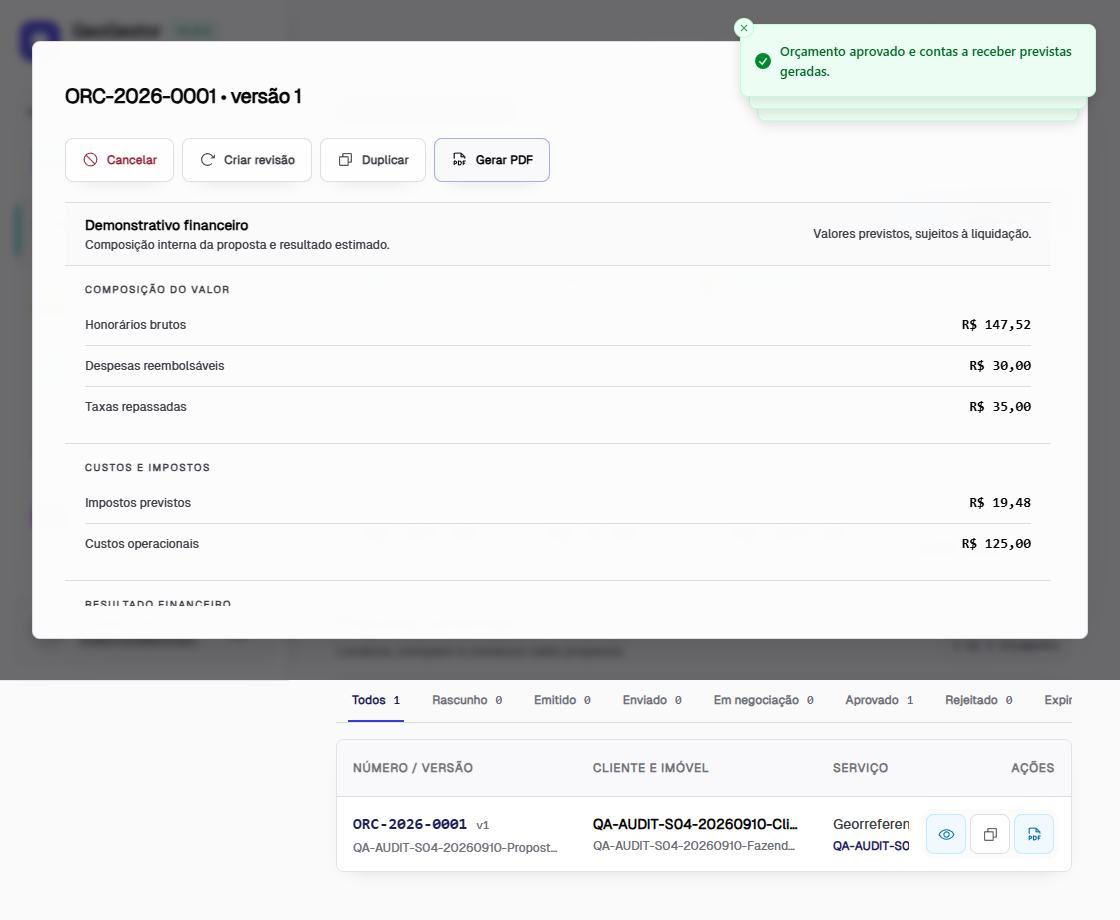 Orçamento aprovado e contas a receber previstas
geradas.
ORC-2026-0001 • versão 1
Cancelar
Criar revisão
Duplicar
Gerar PDF
Demonstrativo financeiro
Composição interna da proposta e resultado estimado.
Valores previstos, sujeitos à liquidação.
COMPOSIÇÃO DO VALOR
Honorários brutos R$ 147,52
Despesas reembolsáveis R$ 30,00
Taxas repassadas R$ 35,00
CUSTOS E IMPOSTOS
Impostos previstos R$ 19,48
Custos operacionais R$ 125,00
RESULTADO FINANCEIRO
Todos 1 Rascunho 0 Emitido 0 Enviado 0 Em negociação 0 Aprovado 1 Rejeitado 0 Expir
NÚMERO / VERSÃO CLIENTE E IMÓVEL SERVIÇO AÇÕES
ORC-2026-0001 v1 QA-AUDIT-S04-20260910-Cli... Georreferen
QA-AUDIT-S04-20260910-Propost... QA-AUDIT-S04-20260910-Fazend... QA-AUDIT-S0